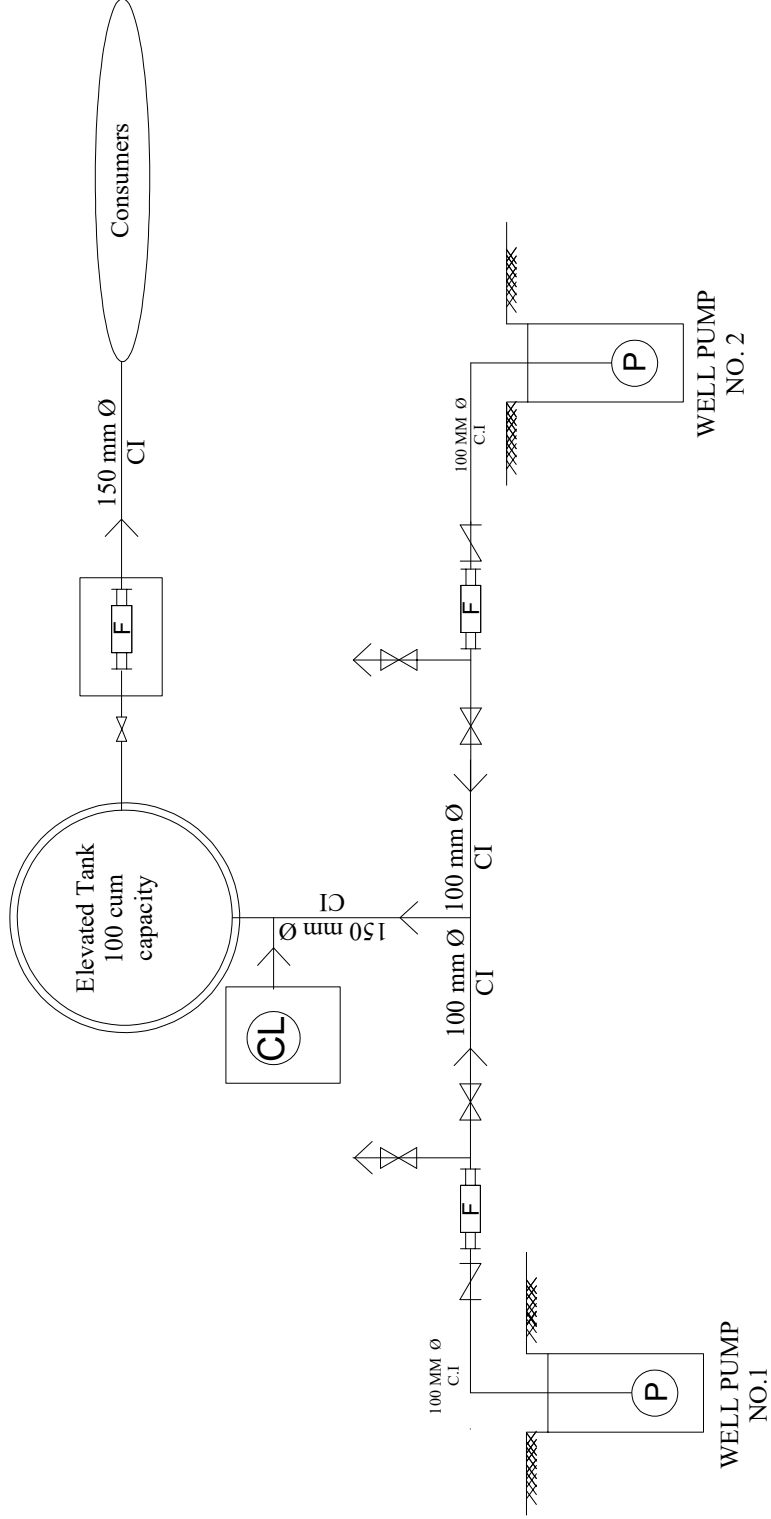 Elevated Tank
100 cum
capacity
F
150 mm Ø
CI
Consumers
CL
150 mm Ø
CI
100 MM Ø
C.I
F
100 mm Ø
CI
100 mm Ø
CI
F
100 MM Ø
C.I
P
WELL PUMP
NO.1
P
WELL PUMP
NO. 2